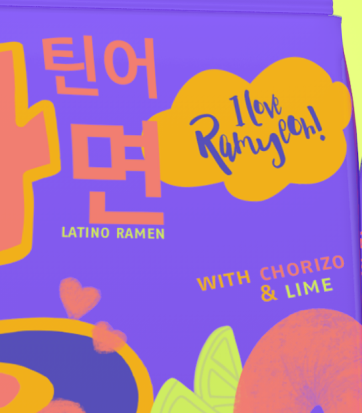 틴어
면
LATINO RAMEN
I love
Ramyeon!
WITH CHORIZO
& LIME